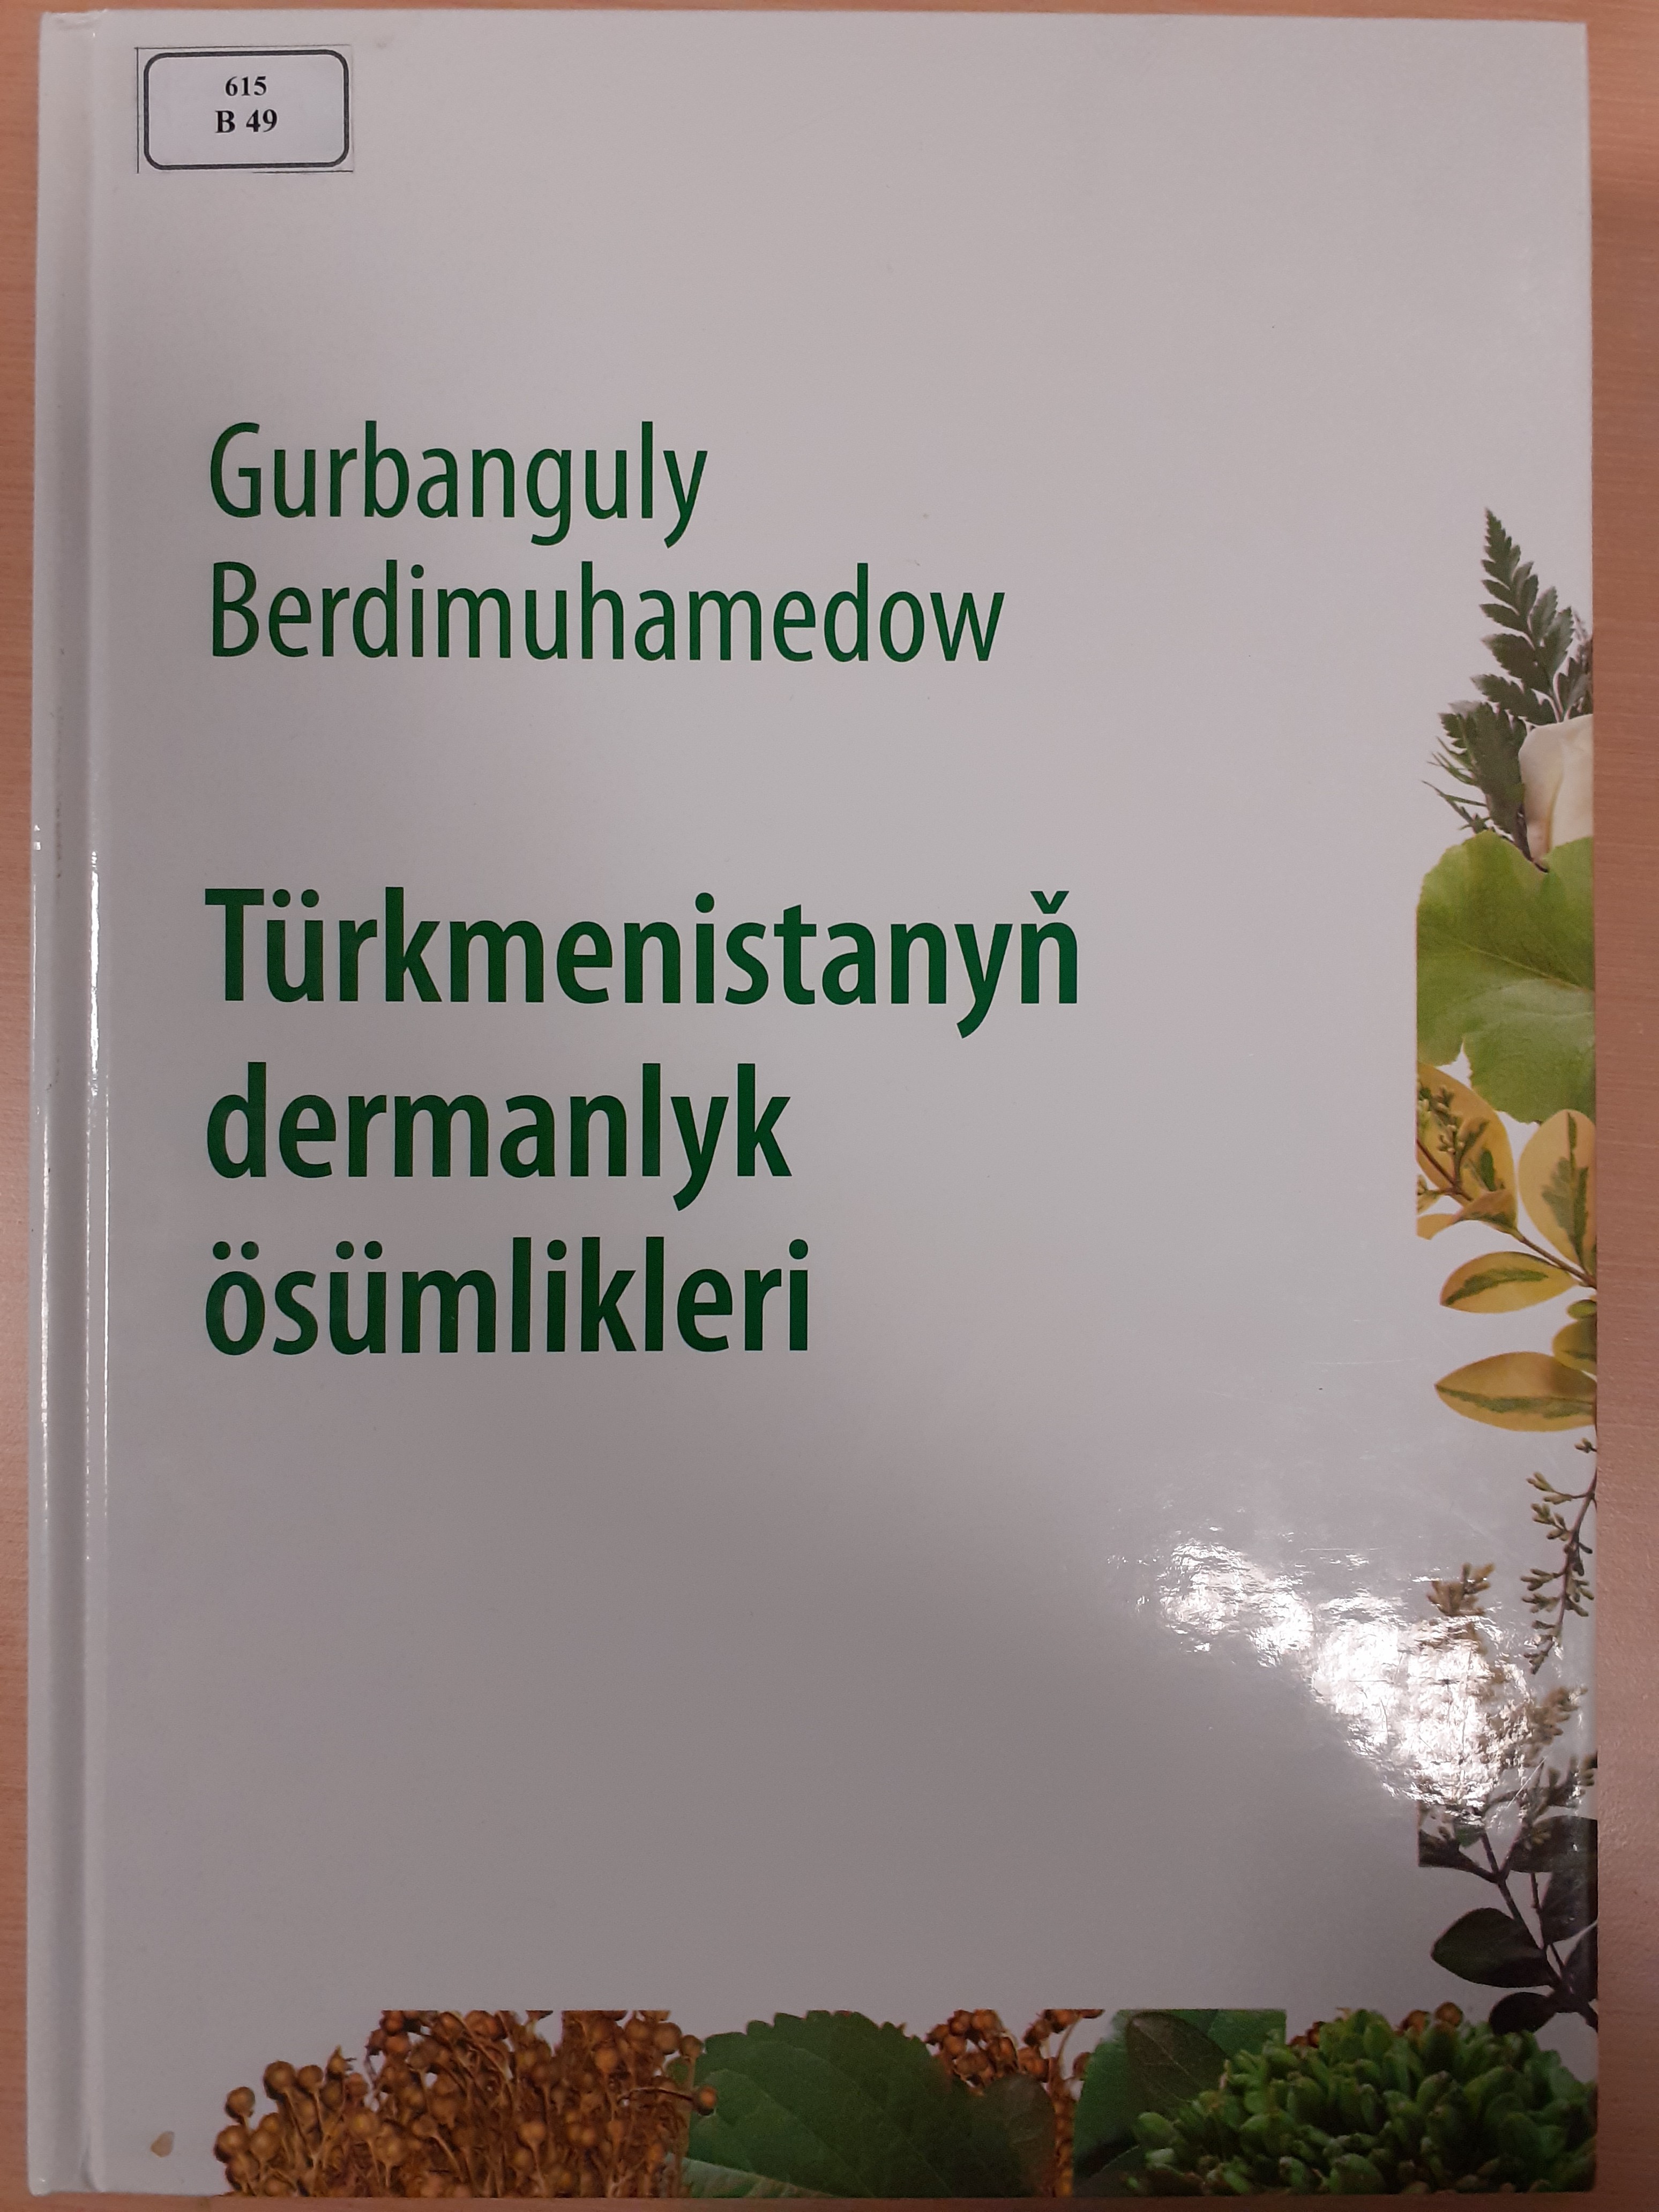 615
B 49
Gurbanguly
Berdimuhamedow
Türkmenistanyň
dermanlyk
ösümlikleri